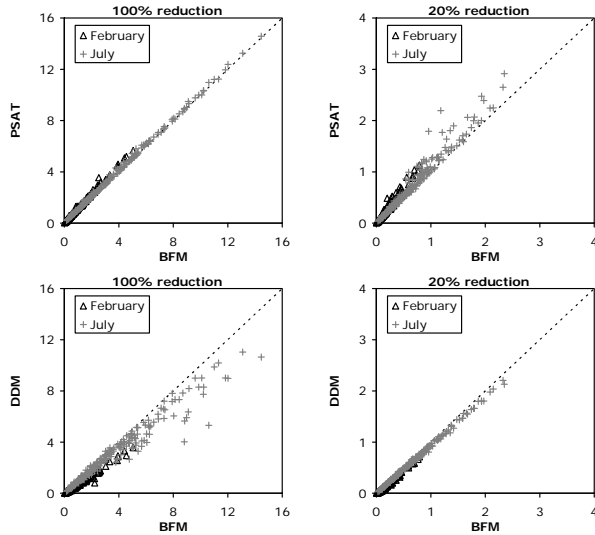 100% reduction
16
12
8
4
0
PSAT
February
July
0 4 8 12 16
BFM
20% reduction
4
3
2
1
0
PSAT
February
July
0 1 2 3 4
BFM
100% reduction
16
12
8
4
0
DDM
February
July
0 4 8 12 16
BFM
20% reduction
4
3
2
1
0
DDM
February
July
0 1 2 3 4
BFM